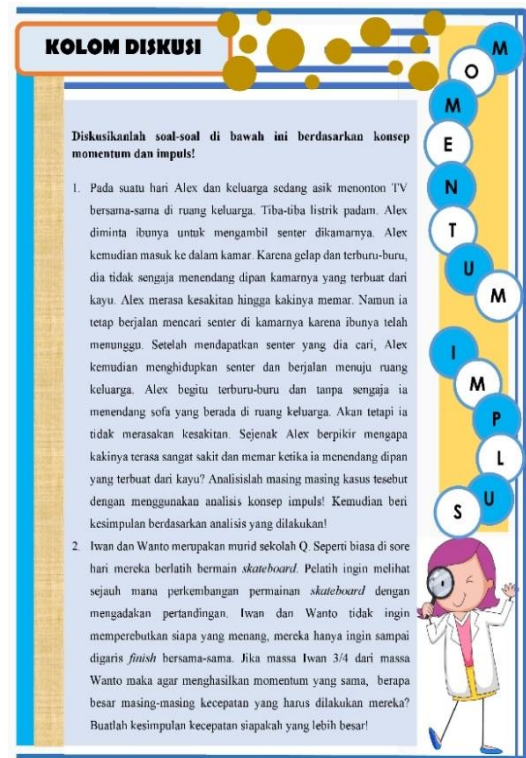 KOLOM DISKUSI
Diskusikanlah soal-soal di bawah ini berdasarkan konsep
momentum dan impuls!
1. Pada suatu hari Alex dan keluarga sedang asik menonton TV
bersama-sama di ruang keluarga. Tiba-tiba listrik padam. Alex
diminta ibunya untuk mengambil senter dikamarnya. Alex
kemudian masuk ke dalam kamar. Karena gelap dan terburu-buru,
dia tidak sengaja menendang dipan kamarnya yang terbuat dari
kayu. Alex merasa kesakitan hingga kakinya memar. Namun ia
tetap berjalan mencari senter di kamarnya karena ibunya telah
menunggu. Setelah mendapatkan senter yang dia cari, Alex
kemudian menghidupkan senter dan berjalan menuju ruang
keluarga. Alex begitu terburu-buru dan tanpa sengaja ia
menendang sofa yang berada di ruang keluarga. Akan tetapi ia
tidak merasakan kesakitan. Sejenak Alex berpikir mengapa
kakinya terasa sangat sakit dan memar ketika ia menendang dipan
yang terbuat dari kayu? Analisislah masing masing kasus tesebut
dengan menggunakan analisis konsep impuls! Kemudian beri
kesimpulan berdasarkan analisis yang dilakukan!
2. Iwan dan Wanto merupakan murid sekolah Q. Seperti biasa di sore
hari mereka berlatih bermain skateboard. Pelatih ingin melihat
sejauh mana perkembangan permainan skateboard dengan
mengadakan pertandingan. Iwan dan Wanto tidak ingin
memperebutkan siapa yang menang, mereka hanya ingin sampai
digaris finish bersama-sama. Jika massa Iwan 3/4 dari massa
Wanto maka agar menghasilkan momentum yang sama, berapa
besar masing-masing kecepatan yang harus dilakukan mereka?
Buatlah kesimpulan kecepatan siapakah yang lebih besar!
MOMENTUM
IMPLUS